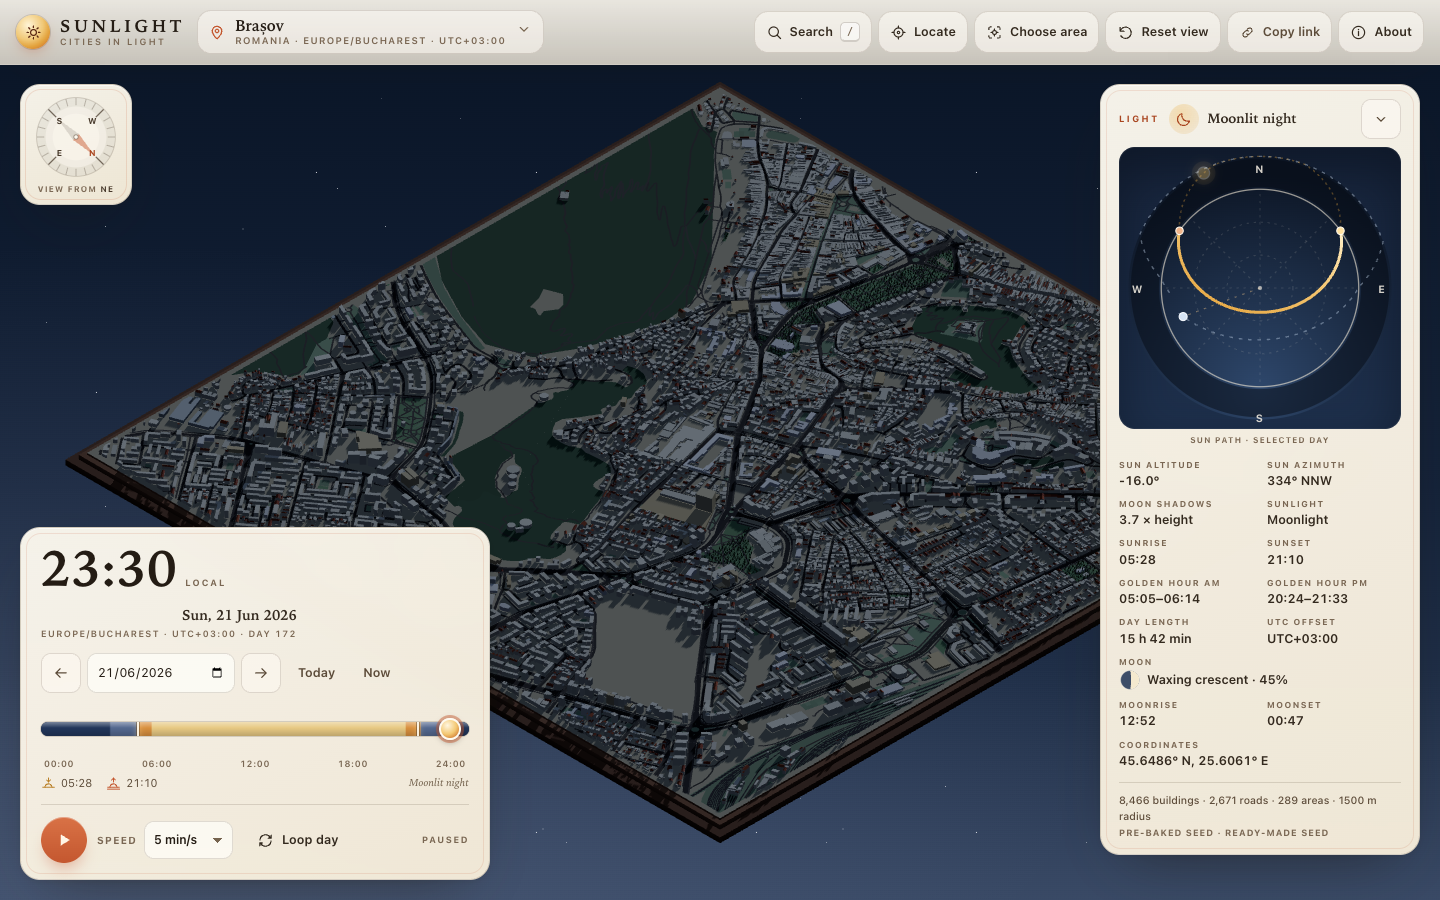 SUNLIGHT
CITIES IN LIGHT
Brașov
ROMANIA · EUROPE/BUCHAREST · UTC+03:00
Search /
Locate
Choose area
Reset view
Copy link
About
S W
E N
VIEW FROM NE
LIGHT Moonlit night
N
W E
S
SUN PATH · SELECTED DAY
SUN ALTITUDE SUN AZIMUTH
-16.0° 334° NNW
MOON SHADOWS SUNLIGHT
3.7 × height Moonlight
SUNRISE SUNSET
05:28 21:10
GOLDEN HOUR AM GOLDEN HOUR PM
05:05–06:14 20:24–21:33
DAY LENGTH UTC OFFSET
15 h 42 min UTC+03:00
MOON
Waxing crescent · 45%
MOONRISE MOONSET
12:52 00:47
COORDINATES
45.6486° N, 25.6061° E
8,466 buildings · 2,671 roads · 289 areas · 1500 m
radius
PRE-BAKED SEED · READY-MADE SEED
23:30 LOCAL
Sun, 21 Jun 2026
EUROPE/BUCHAREST · UTC+03:00 · DAY 172
21/06/2026 Today Now
00:00 06:00 12:00 18:00 24:00
05:28 21:10 Moonlit night
SPEED 5 min/s Loop day PAUSED